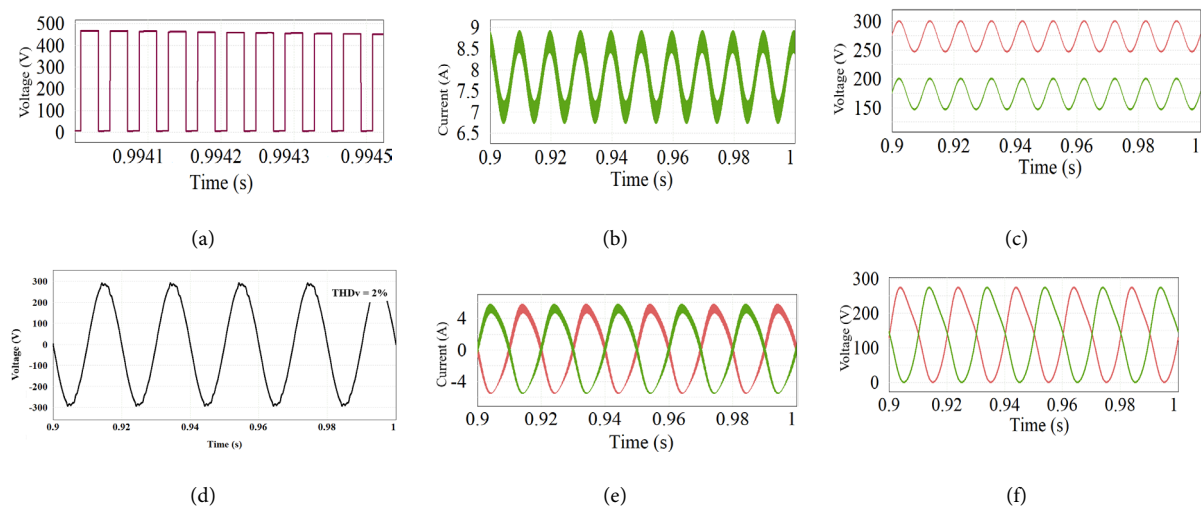 500
400
300
200
100
0
Voltage (V)
0.9941 0.9942 0.9943 0.9945
Time (s)
(a)
9
8.5
8
7.5
7
6.5
Current (A)
0.9 0.92 0.94 0.96 0.98 1
Time (s)
(b)
300
250
200
150
Voltage (V)
0.9 0.92 0.94 0.96 0.98 1
Time (s)
(c)
300
200
100
0
-100
-200
-300
Voltage (V)
THDv = 2%
0.9 0.92 0.94 0.96 0.98 1
Time (s)
(d)
4
0
-4
Current (A)
0.9 0.92 0.94 0.96 0.98 1
Time (s)
(e)
300
200
100
0
Voltage (V)
0.9 0.92 0.94 0.96 0.98 1
Time (s)
(f)